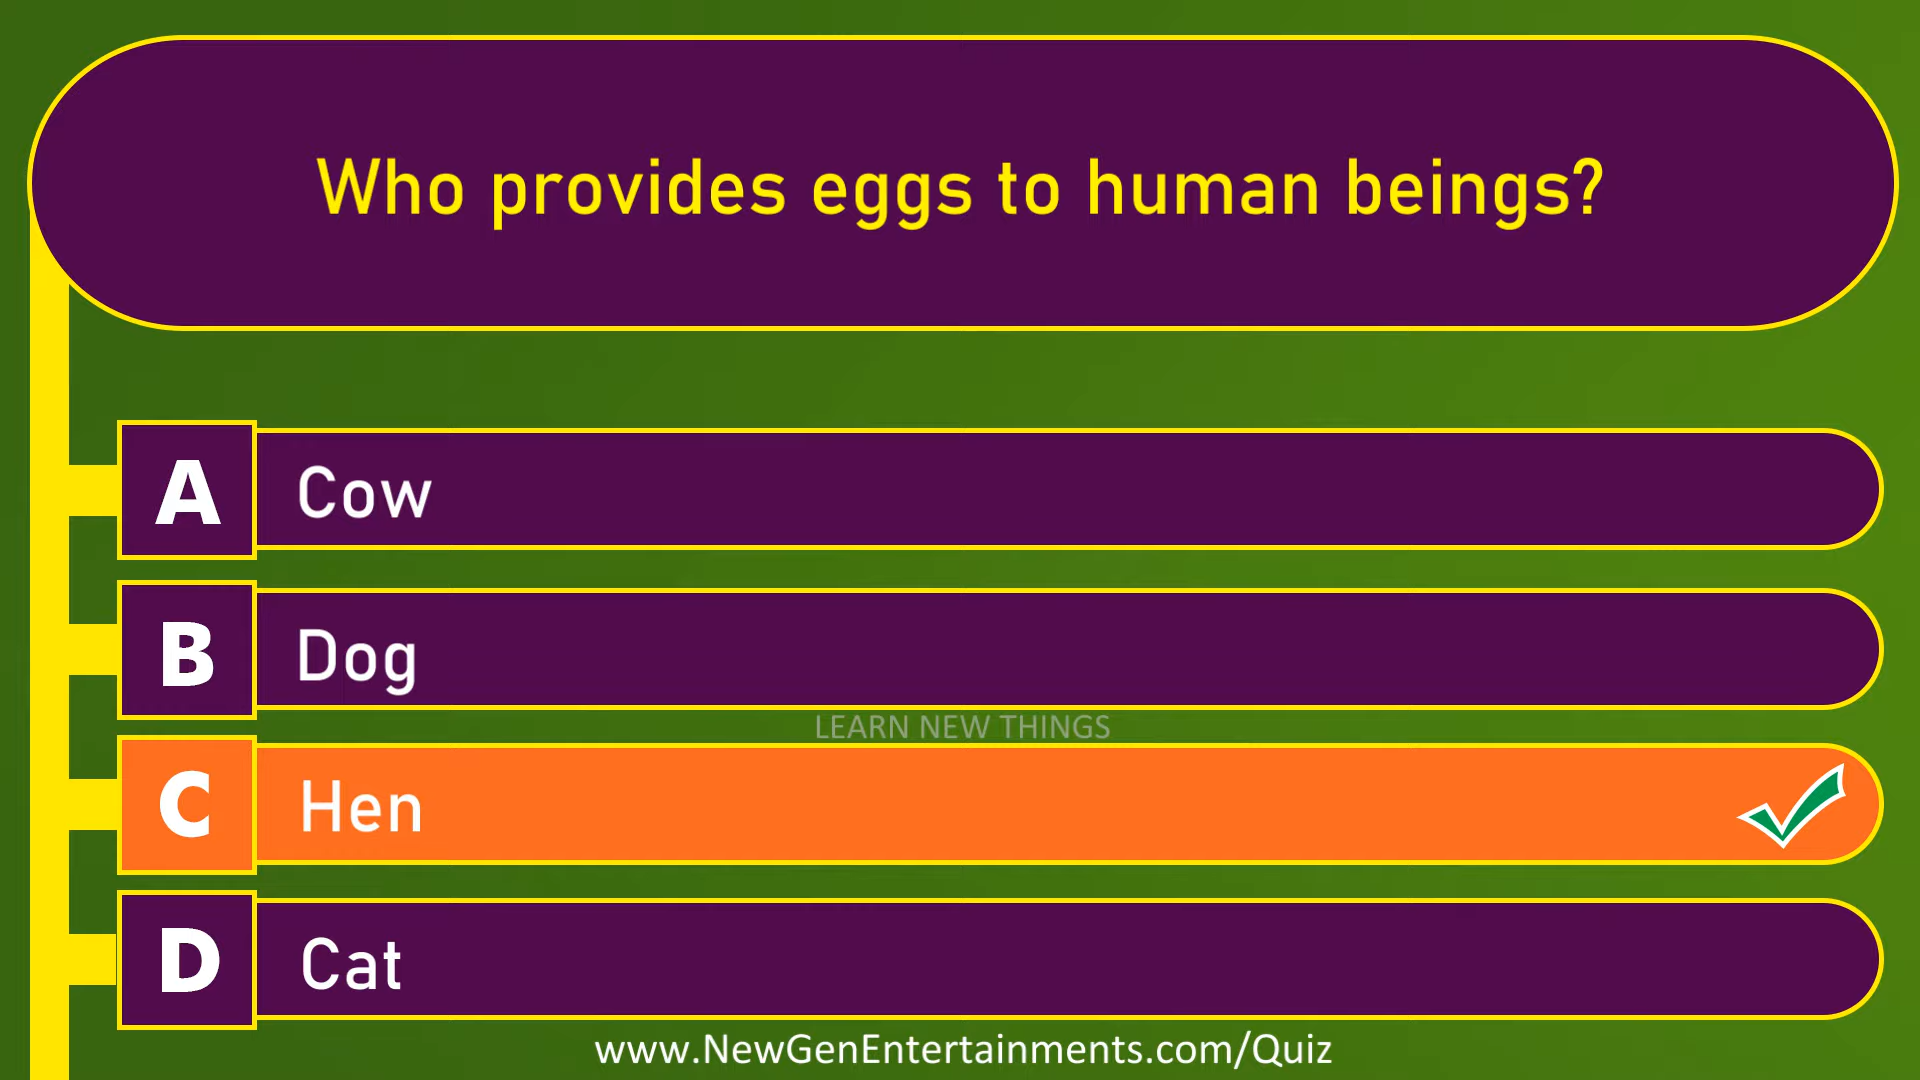 Who provides eggs to human beings?
A Cow
B Dog
LEARN NEW THINGS
C Hen
D Cat
www.NewGenEntertainments.com/Quiz